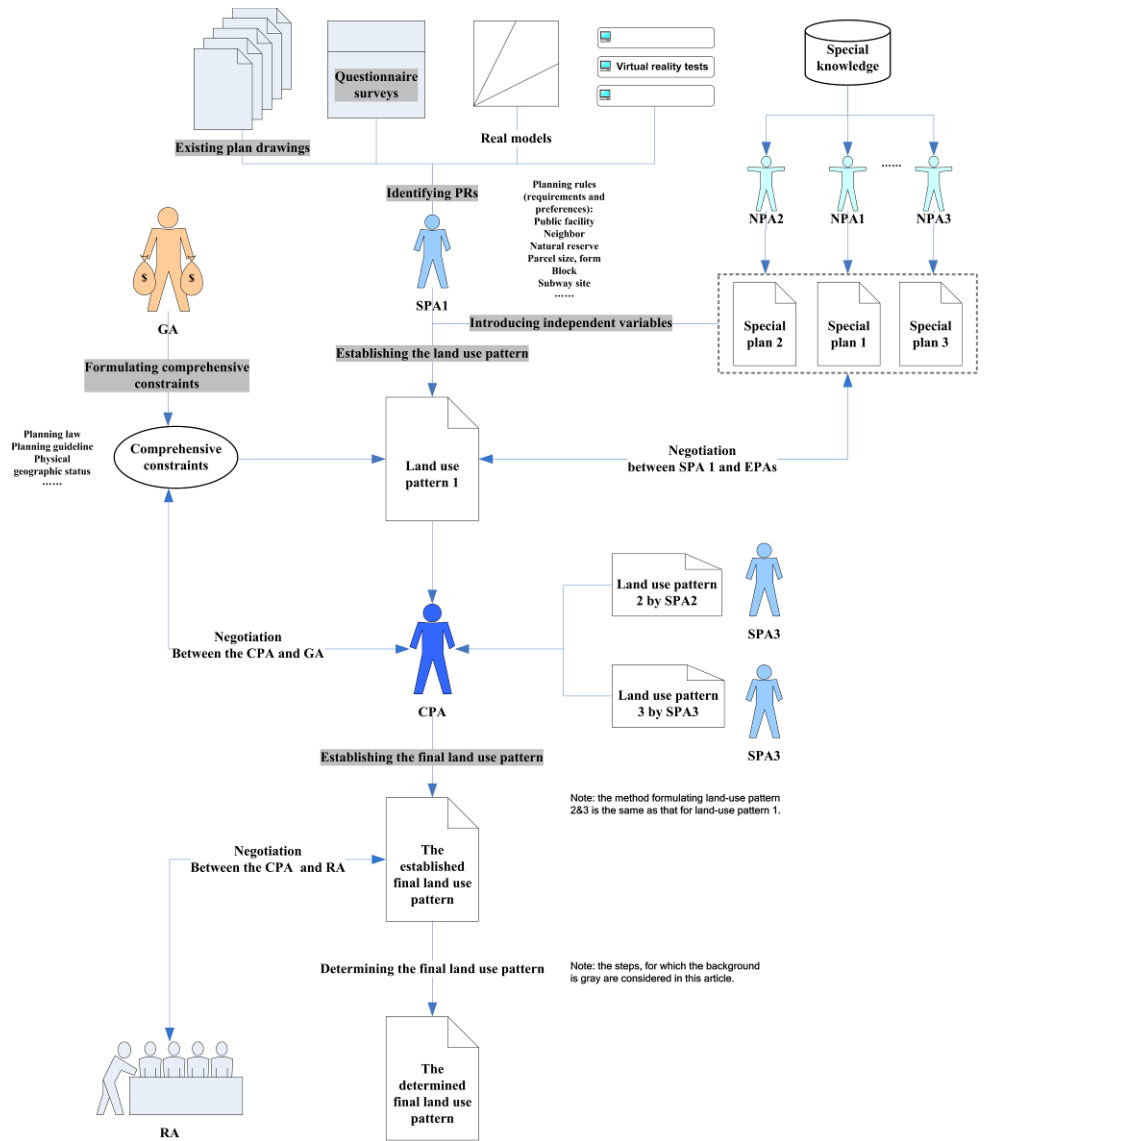 Questionnaire
surveys
Virtual reality tests
Special
knowledge
Existing plan drawings
Real models
Identifying PRs
Planning rules
(requirements and
preferences):
Public facility
Neighbor
Natural reserve
Parcel size, form
Block
Subway site
......
......
NPA2
NPA1
NPA3
$
$
GA
SPA1
Introducing independent variables
Special
plan 2
Special
plan 1
Special
plan 3
Establishing the land use pattern
Formulating comprehensive
constraints
Planning law
Planning guideline
Physical
geographic status
......
Comprehensive
constraints
Land use
pattern 1
Negotiation
between SPA 1 and EPAs
Land use pattern
2 by SPA2
SPA3
Negotiation
Between the CPA and GA
Land use pattern
3 by SPA3
SPA3
CPA
Establishing the final land use pattern
Note: the method formulating land-use pattern
2&3 is the same as that for land-use pattern 1.
Negotiation
Between the CPA  and RA
The
established
final land use
pattern
Determining the final land use pattern
Note: the steps, for which the background
is gray are considered in this article.
The
determined
final land use
pattern
RA